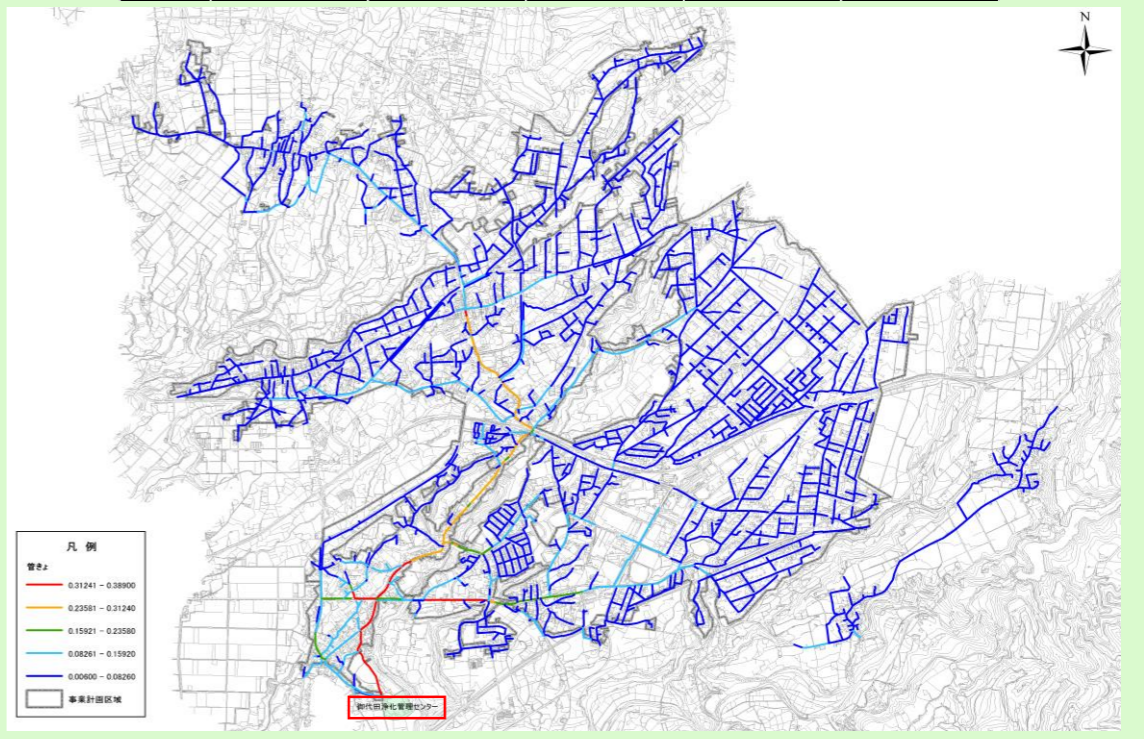 N
凡 例
管きょ
0.31241 - 0.38900
0.23581 - 0.31240
0.15921 - 0.23580
0.08261 - 0.15920
0.00600 - 0.08260
事業計画区域
御代田浄化管理センター